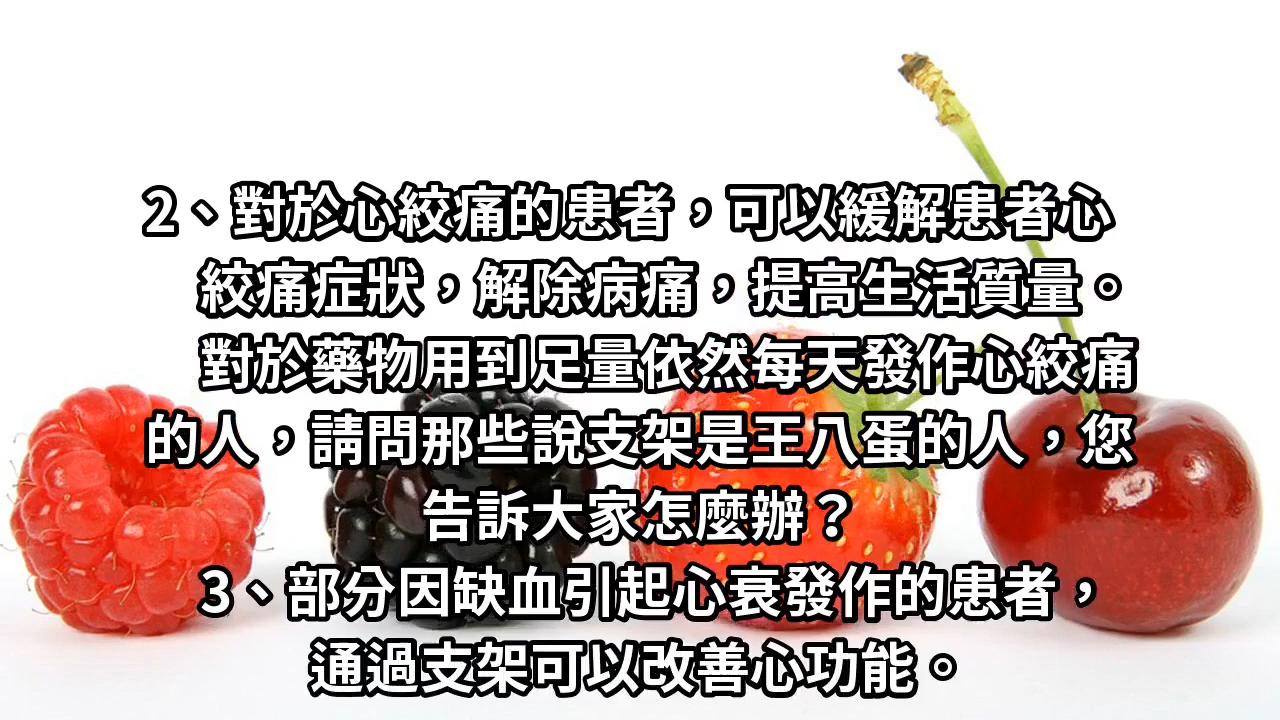 2、對於心絞痛的患者，可以緩解患者心
絞痛症狀，解除病痛，提高生活質量。
對於藥物用到足量依然每天發作心絞痛
的人，請問那些說支架是王八蛋的人，您
告訴大家怎麼辦？
3、部分因缺血引起心衰發作的患者，
通過支架可以改善心功能。